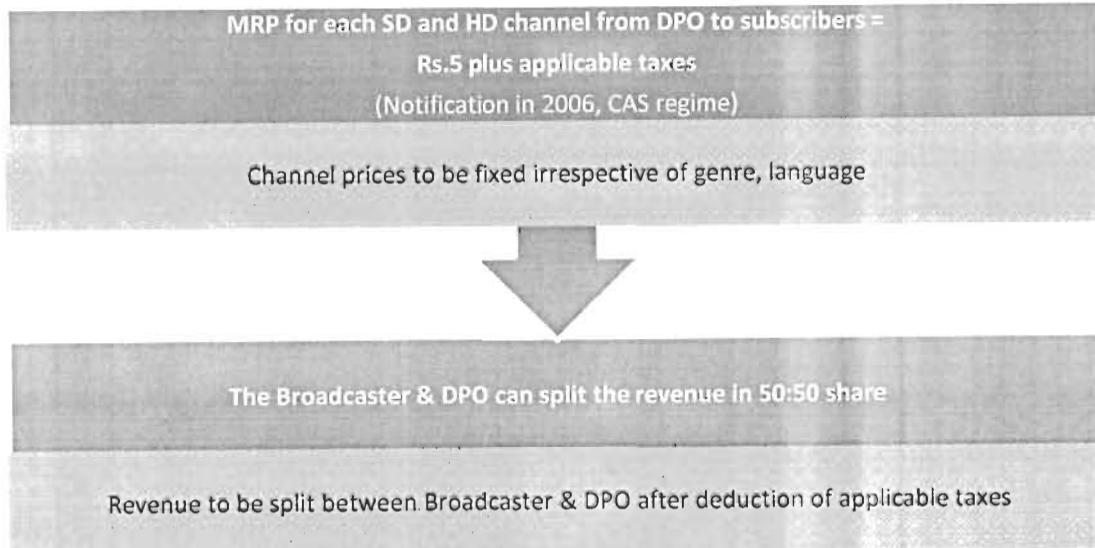 MRP for each SD and HD channel from DPO to subscribers =
Rs.5 plus applicable taxes
(Notification in 2006, CAS regime)
Channel prices to be fixed irrespective of genre, language
The Broadcaster & DPO can split the revenue in 50:50 share
Revenue to be split between Broadcaster & DPO after deduction of applicable taxes